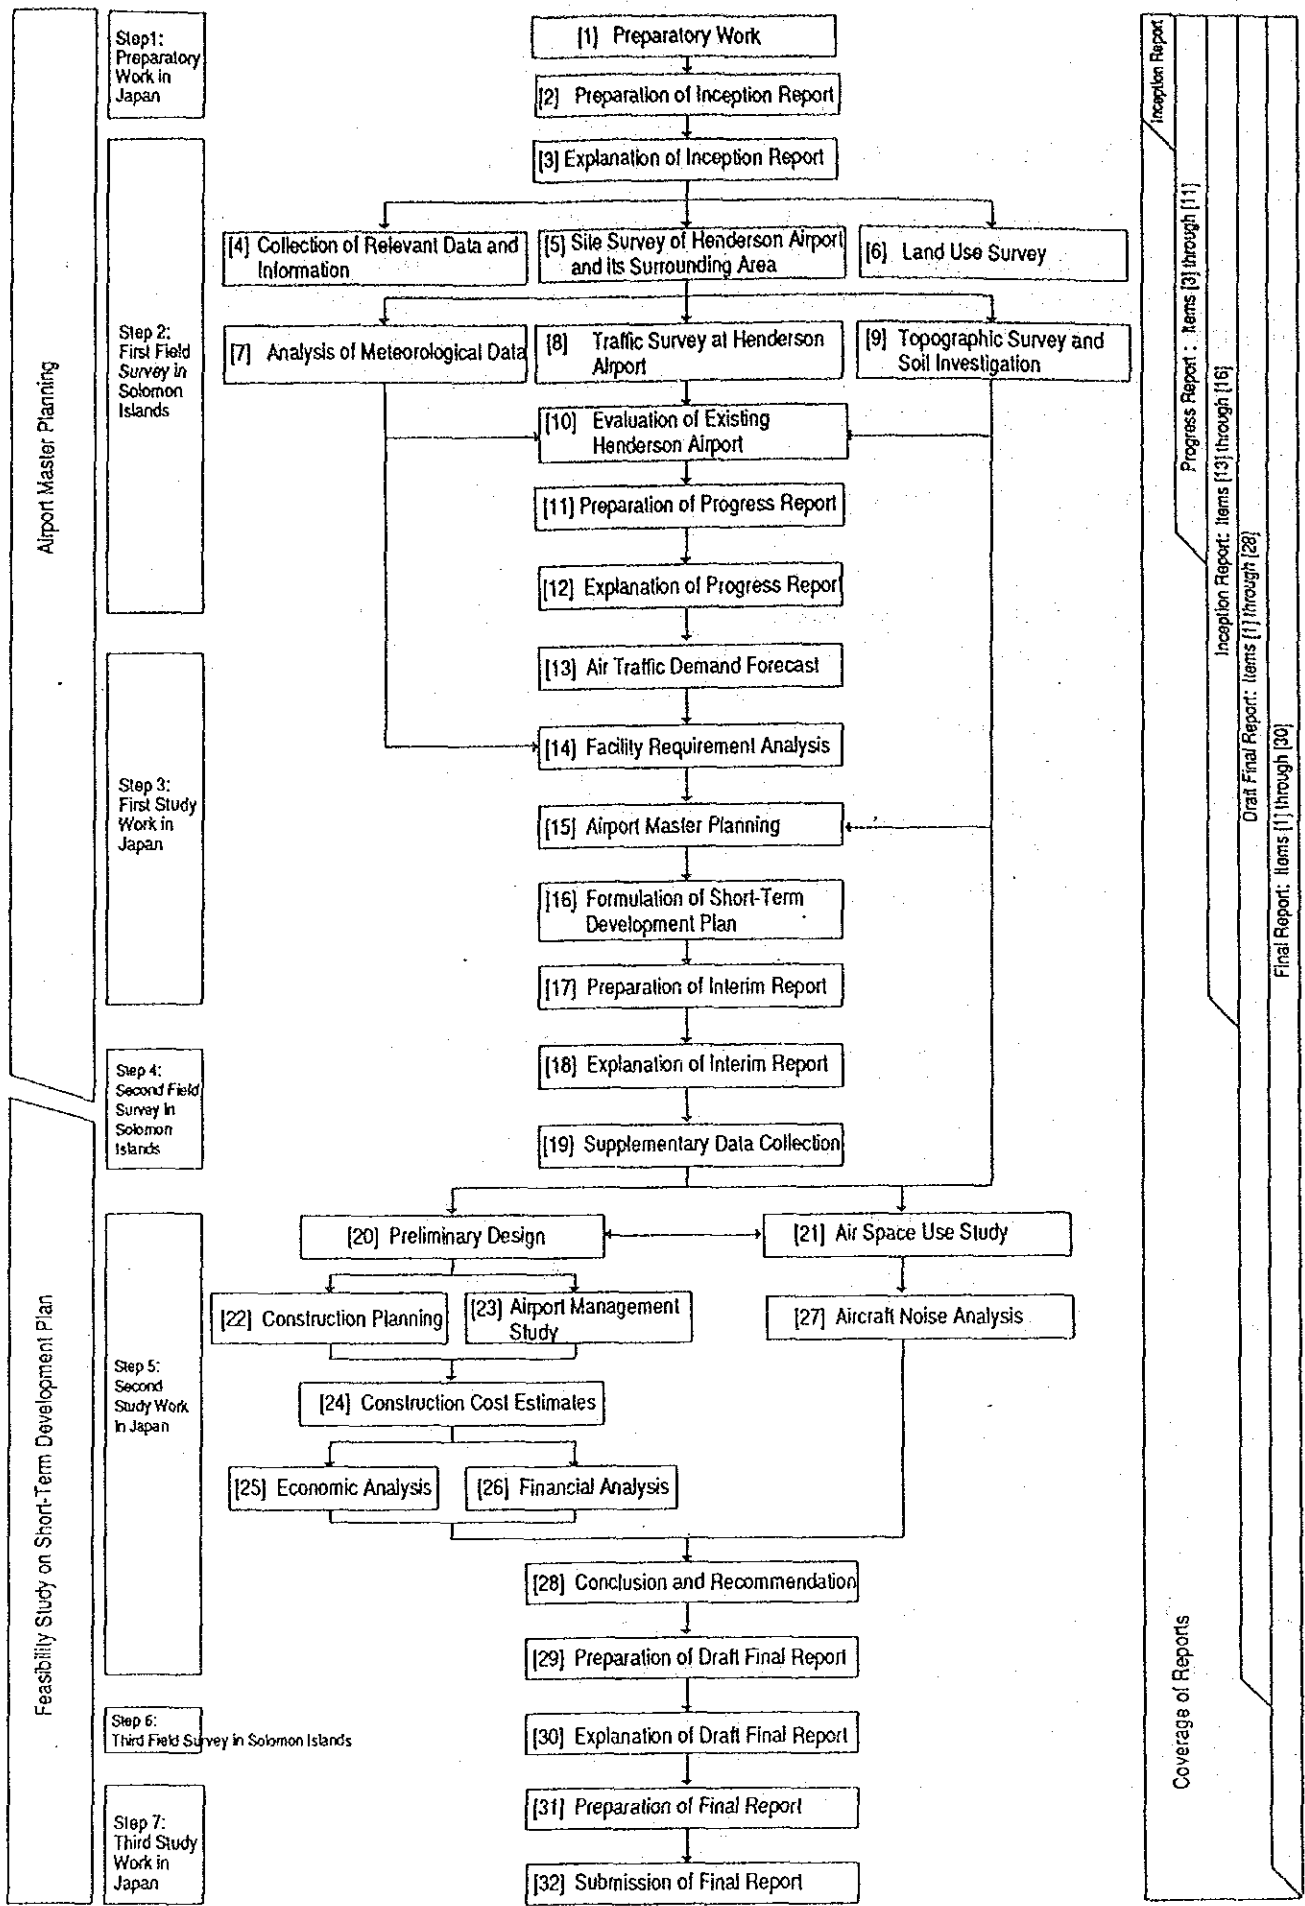 Airport Master Planning
Feasibility Study on Short-Term Development Plan
Step1:
Preparatory
Work in
Japan
Step 2:
First Field
Survey in
Solomon
Islands
Step 3:
First Study
Work in
Japan
Step 4:
Second Field
Survey in
Solomon
Islands
Step 5:
Second
Study Work
in Japan
Step 6:
Third Field Survey in Solomon Islands
Step 7:
Third Study
Work in
Japan
[1] Preparatory Work
[2] Preparation of Inception Report
[3] Explanation of Inception Report
[4] Collection of Relevant Data and
Information
[5] Site Survey of Henderson Airport
and its Surrounding Area
[6] Land Use Survey
[7] Analysis of Meteorological Data
[8] Traffic Survey at Henderson
Airport
[9] Topographic Survey and
Soil Investigation
[10] Evaluation of Existing
Henderson Airport
[11] Preparation of Progress Report
[12] Explanation of Progress Report
[13] Air Traffic Demand Forecast
[14] Facility Requirement Analysis
[15] Airport Master Planning
[16] Formulation of Short-Term
Development Plan
[17] Preparation of Interim Report
[18] Explanation of Interim Report
[19] Supplementary Data Collection
[20] Preliminary Design
[21] Air Space Use Study
[22] Construction Planning
[23] Airport Management
Study
[27] Aircraft Noise Analysis
[24] Construction Cost Estimates
[25] Economic Analysis
[26] Financial Analysis
[28] Conclusion and Recommendation
[29] Preparation of Draft Final Report
[30] Explanation of Draft Final Report
[31] Preparation of Final Report
[32] Submission of Final Report
Coverage of Reports
Inception Report
Progress Report : Items [3] through [11]
Inception Report: Items [13] through [16]
Draft Final Report: Items [1] through [28]
Final Report: Items [1] through [30]